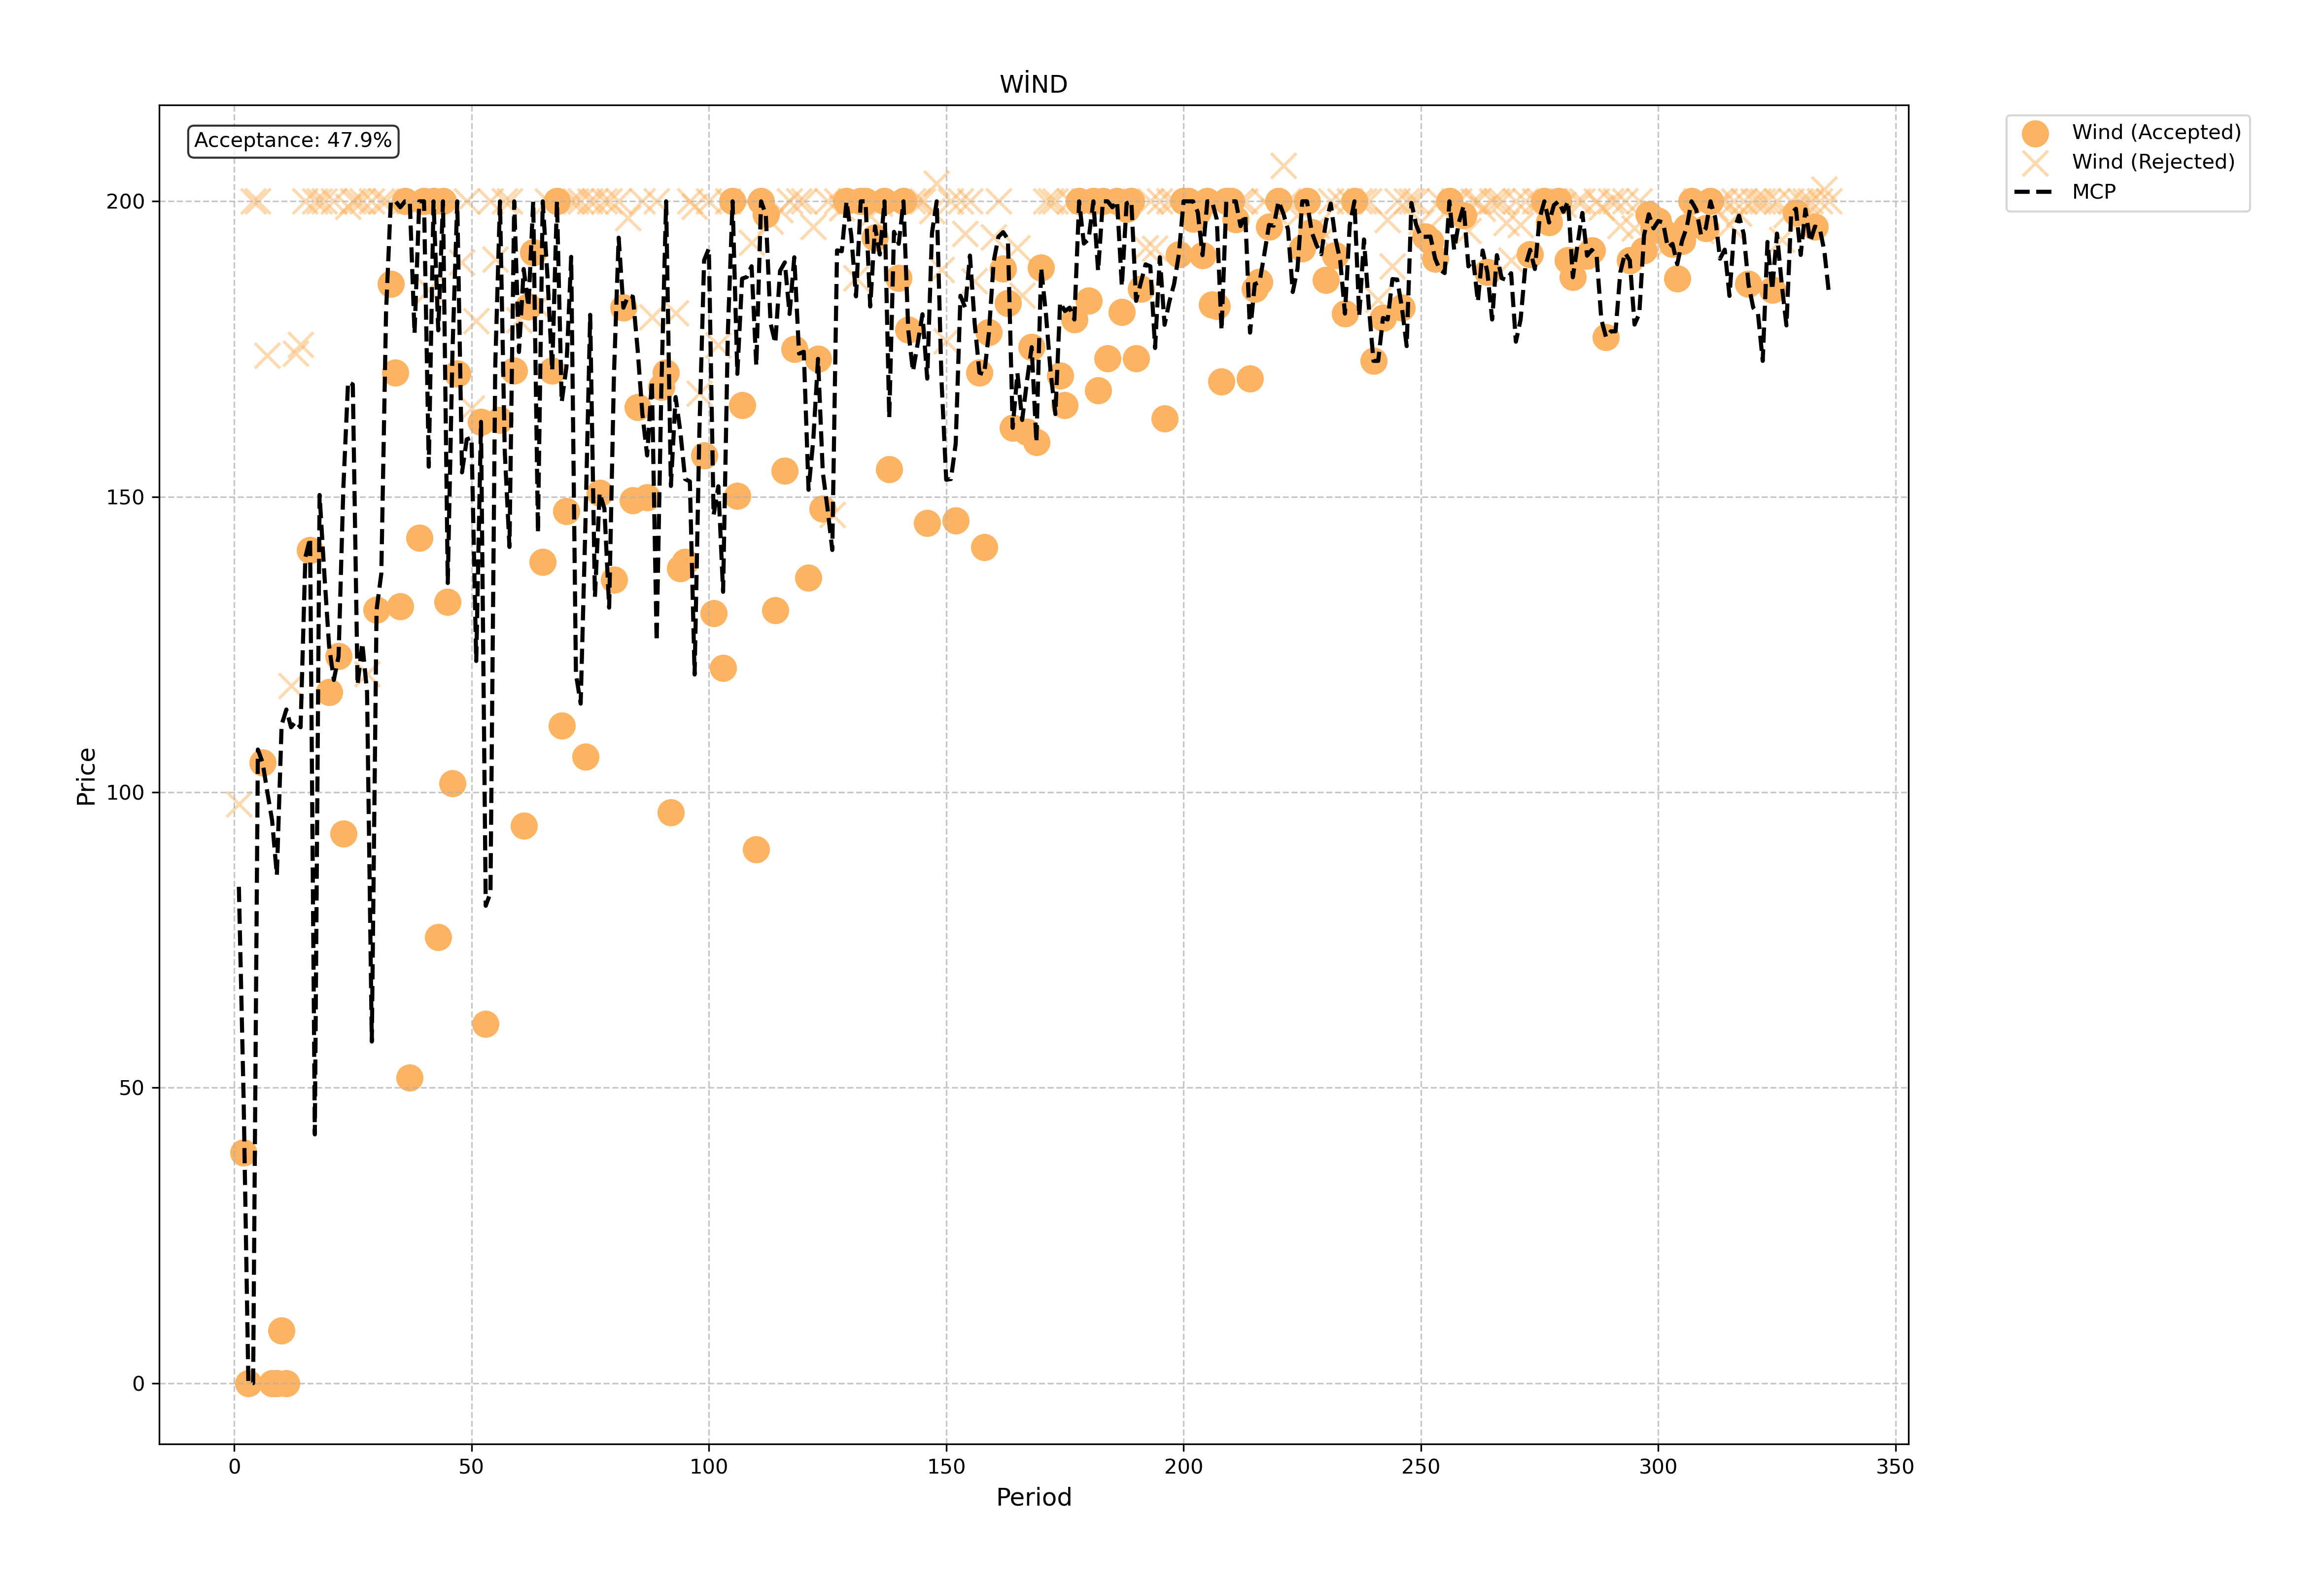 WİND
Acceptance: 47.9%
Wind (Accepted)
Wind (Rejected)
MCP
Price
200
150
100
50
0
0 50 100 150 200 250 300 350
Period